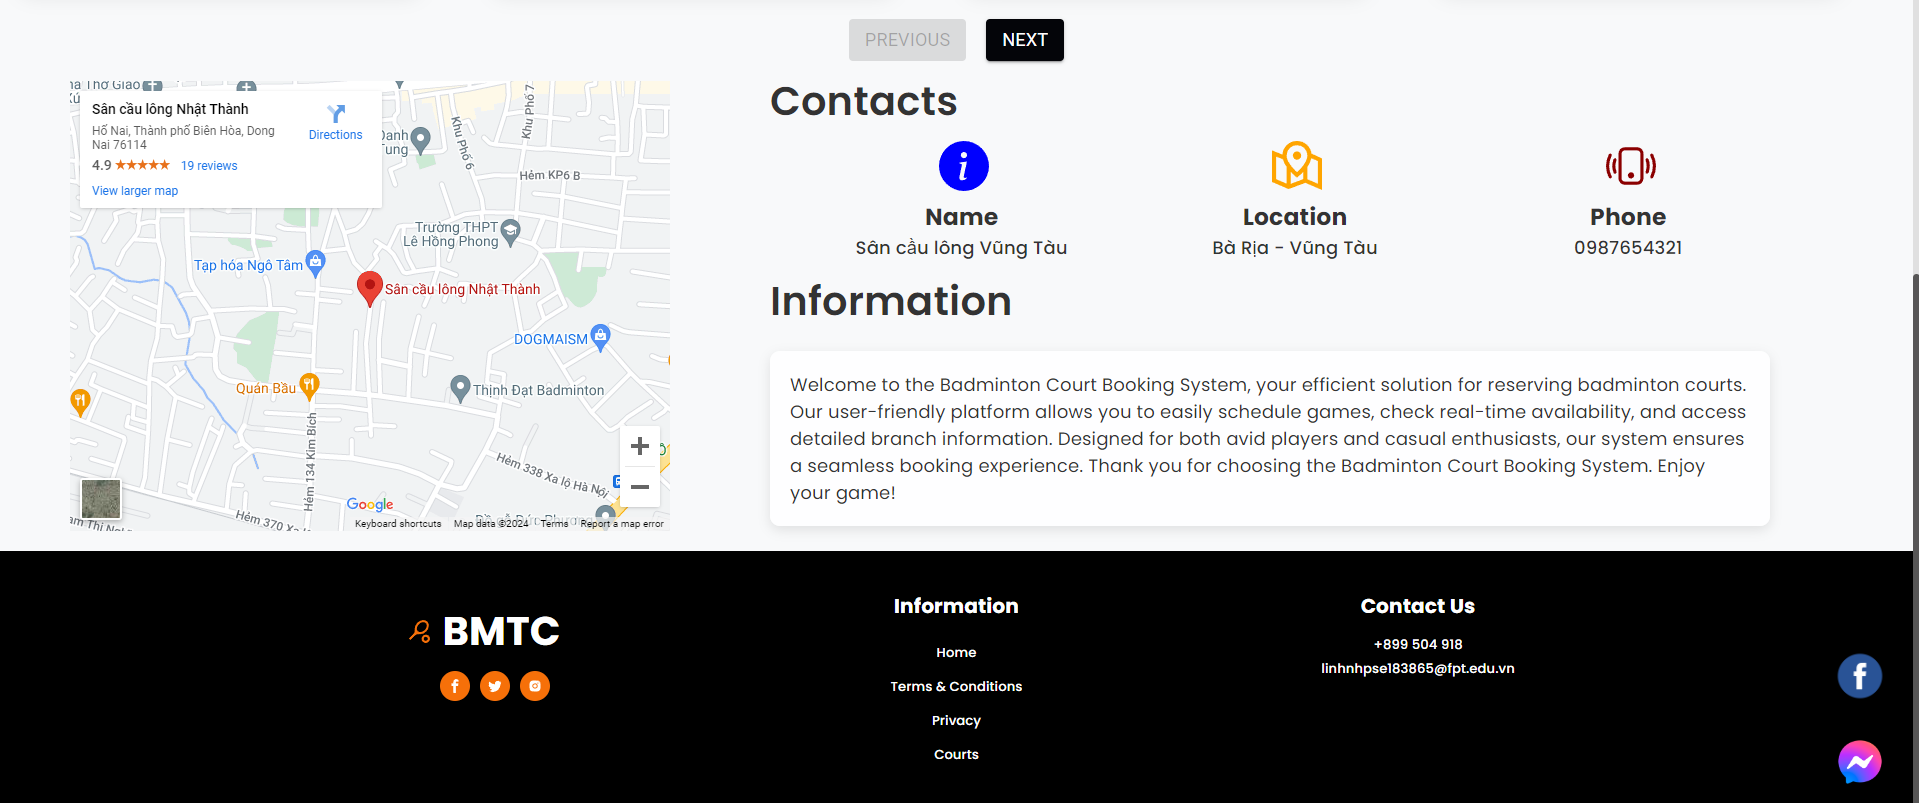 PREVIOUS
NEXT
Sân cầu lông Nhật Thành
Hố Nai, Thành phố Biên Hòa, Dong
Nai 76114
4.9
19 reviews
View larger map
Directions
Khu Phố 6
Khu Phố 7
Hẻm KP6 B
Trường THPT
Lê Hồng Phong
Tạp hóa Ngô Tâm
Sân cầu lông Nhật Thành
DOGMAISM
Quán Bầu
Thịnh Đạt Badminton
Hẻm 134 Kim Bích
Hẻm 338 Xa lộ Hà Nội
Hẻm 370 Xa
Google
Keyboard shortcuts
Map data ©2024
Terms
Report a map error
Contacts
Name
Sân cầu lông Vũng Tàu
Location
Bà Rịa - Vũng Tàu
Phone
0987654321
Information
Welcome to the Badminton Court Booking System, your efficient solution for reserving badminton courts.
Our user-friendly platform allows you to easily schedule games, check real-time availability, and access
detailed branch information. Designed for both avid players and casual enthusiasts, our system ensures
a seamless booking experience. Thank you for choosing the Badminton Court Booking System. Enjoy
your game!
BMTC
Information
Home
Terms & Conditions
Privacy
Courts
Contact Us
+899 504 918
linhnhpse183865@fpt.edu.vn